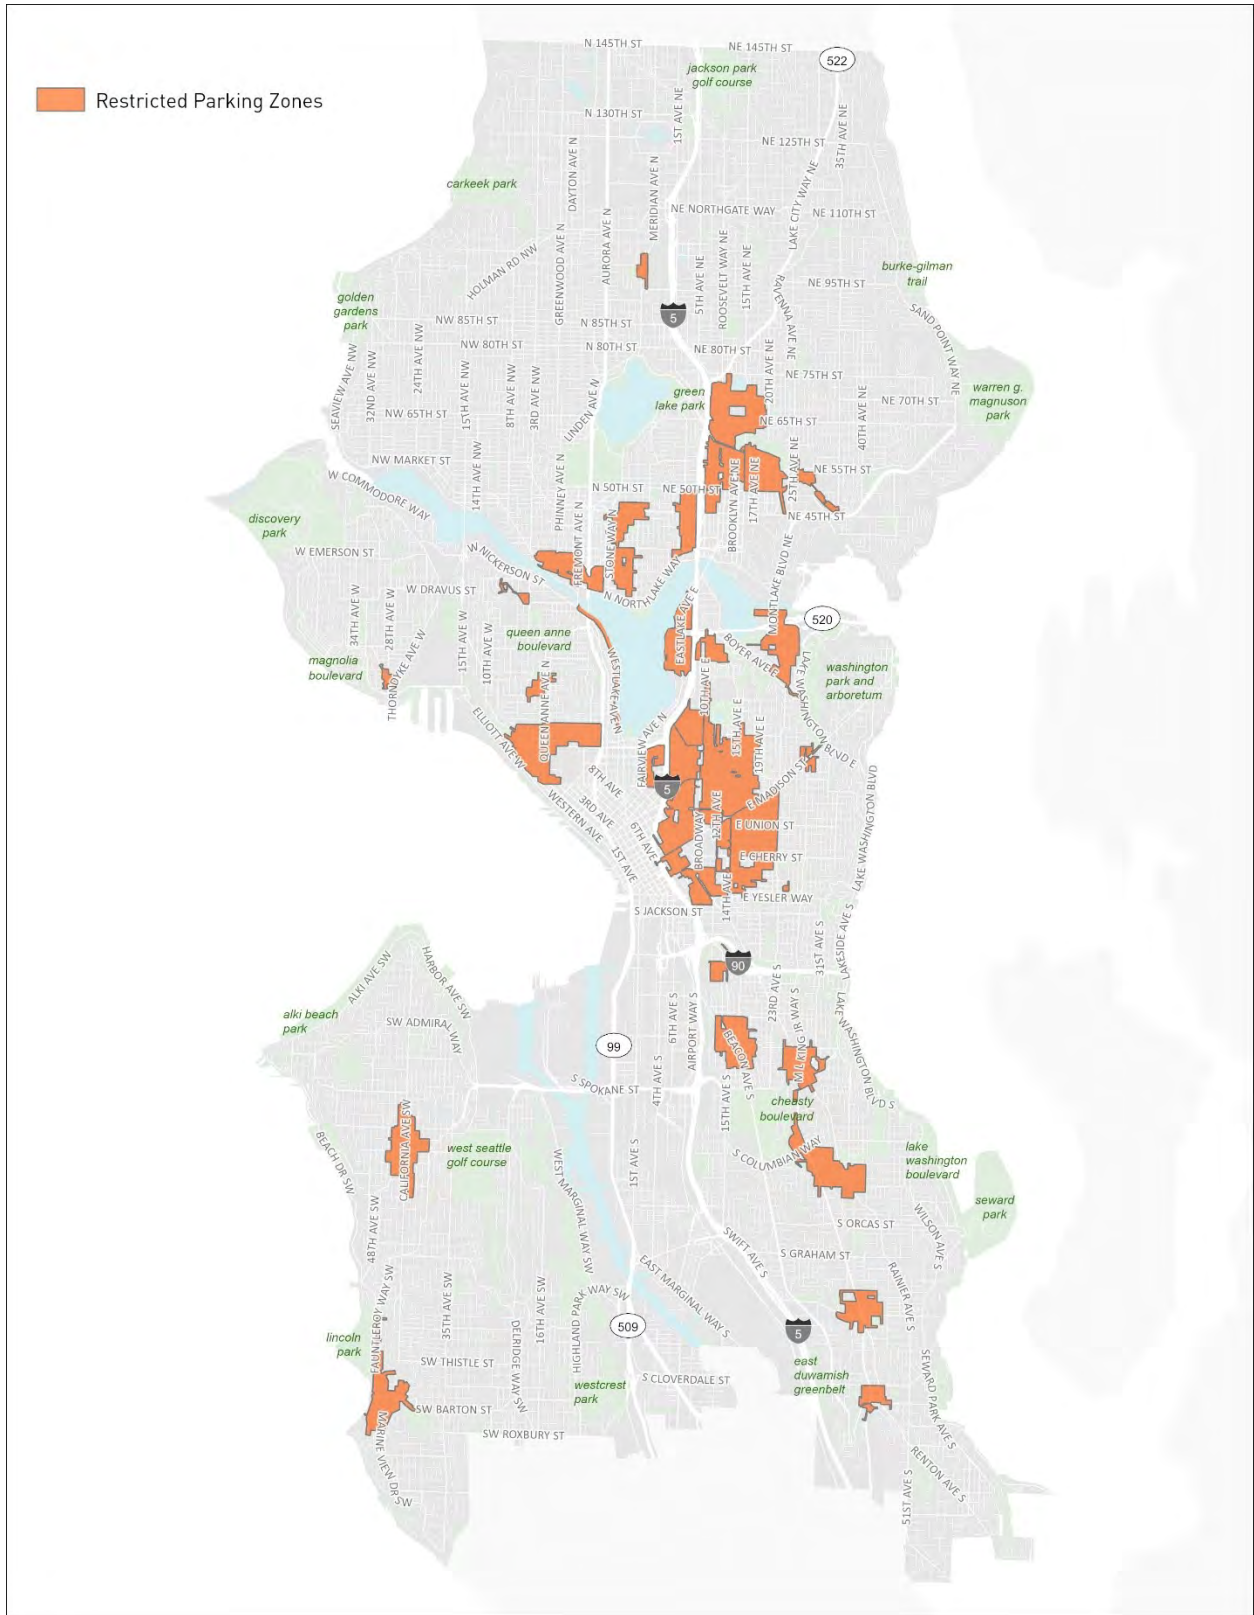 N 145TH ST
NE 145TH ST
522
jackson park
golf course
Restricted Parking Zones
N 130TH ST
1ST AVE NE
35TH AVE NE
NE 125TH ST
DAYTON AVE N
MERIDIAN AVE N
carkeek park
LAKE CITY WAY NE
NE NORTHGATE WAY
NE 110TH ST
AURORA AVE N
GREENWOOD AVE N
HOLMAN RD NW
5TH AVE NE
ROOSEVELT WAY NE
15TH AVE NE
burke-gilman
trail
NE 95TH ST
RAVENNA AVE NE
golden
gardens
park
5
NW 85TH ST
N 85TH ST
SAND POINT WAY NE
NW 80TH ST
N 80TH ST
NE 80TH ST
SEAVIEW AVE NW
32ND AVE NW
24TH AVE NW
15TH AVE NW
8TH AVE NW
3RD AVE NW
LINDEN AVE N
20TH AVE NE
NE 75TH ST
green
lake park
40TH AVE NE
NE 70TH ST
warren g.
magnuson
park
NW 65TH ST
NE 65TH ST
NW MARKET ST
14TH AVE NW
PHINNEY AVE N
W COMMODORE WAY
BROOKLYN AVE NE
17TH AVE NE
25TH AVE NE
NE 55TH ST
N 50TH ST
NE 50TH ST
NE 45TH ST
discovery
park
FREMONT AVE N
STONE WAY N
W EMERSON ST
W NICKERSON ST
N NORTHLAKE WAY
MONTLAKE BLVD NE
W DRAVUS ST
34TH AVE W
28TH AVE W
15TH AVE W
10TH AVE W
520
queen anne
boulevard
EASTLAKE AVE E
BOYER AVE E
magnolia
boulevard
THORNDYKE AVE W
QUEEN ANNE AVE N
WESTLAKE AVE N
10TH AVE E
LAKE WASHINGTON BLVD E
washington
park and
arboretum
ELLIOTT AVE W
FAIRVIEW AVE N
15TH AVE E
19TH AVE E
8TH AVE
5
E MADISON ST
LAKE WASHINGTON BLVD
3RD AVE
WESTERN AVE
6TH AVE
1ST AVE
BROADWAY
12TH AVE
E UNION ST
E CHERRY ST
14TH AVE
E YESLER WAY
S JACKSON ST
31ST AVE S
LAKESIDE AVE S
ALKI AVE SW
HARBOR AVE SW
90
23RD AVE S
alki beach
park
SW ADMIRAL WAY
6TH AVE S
AIRPORT WAY S
M L KING JR WAY S
LAKE WASHINGTON BLVD S
99
BEACON AVE S
S SPOKANE ST
4TH AVE S
15TH AVE S
cheasty
boulevard
CALIFORNIA AVE SW
BEACH DR SW
west seattle
golf course
1ST AVE S
S COLUMBIAN WAY
lake
washington
boulevard
WEST MARGINAL WAY SW
seward
park
48TH AVE SW
S ORCAS ST
WILSON AVE S
SWIFT AVE S
S GRAHAM ST
EAST MARGINAL WAY S
RAINIER AVE S
FAUNTLEROY WAY SW
35TH AVE SW
16TH AVE SW
HIGHLAND PARK WAY SW
509
5
lincoln
park
DELRIDGE WAY SW
SW THISTLE ST
S CLOVERDALE ST
east
duwamish
greenbelt
SEWARD PARK AVE S
westcrest
park
SW BARTON ST
MARINE VIEW DR SW
SW ROXBURY ST
RENTON AVE S
51ST AVE S